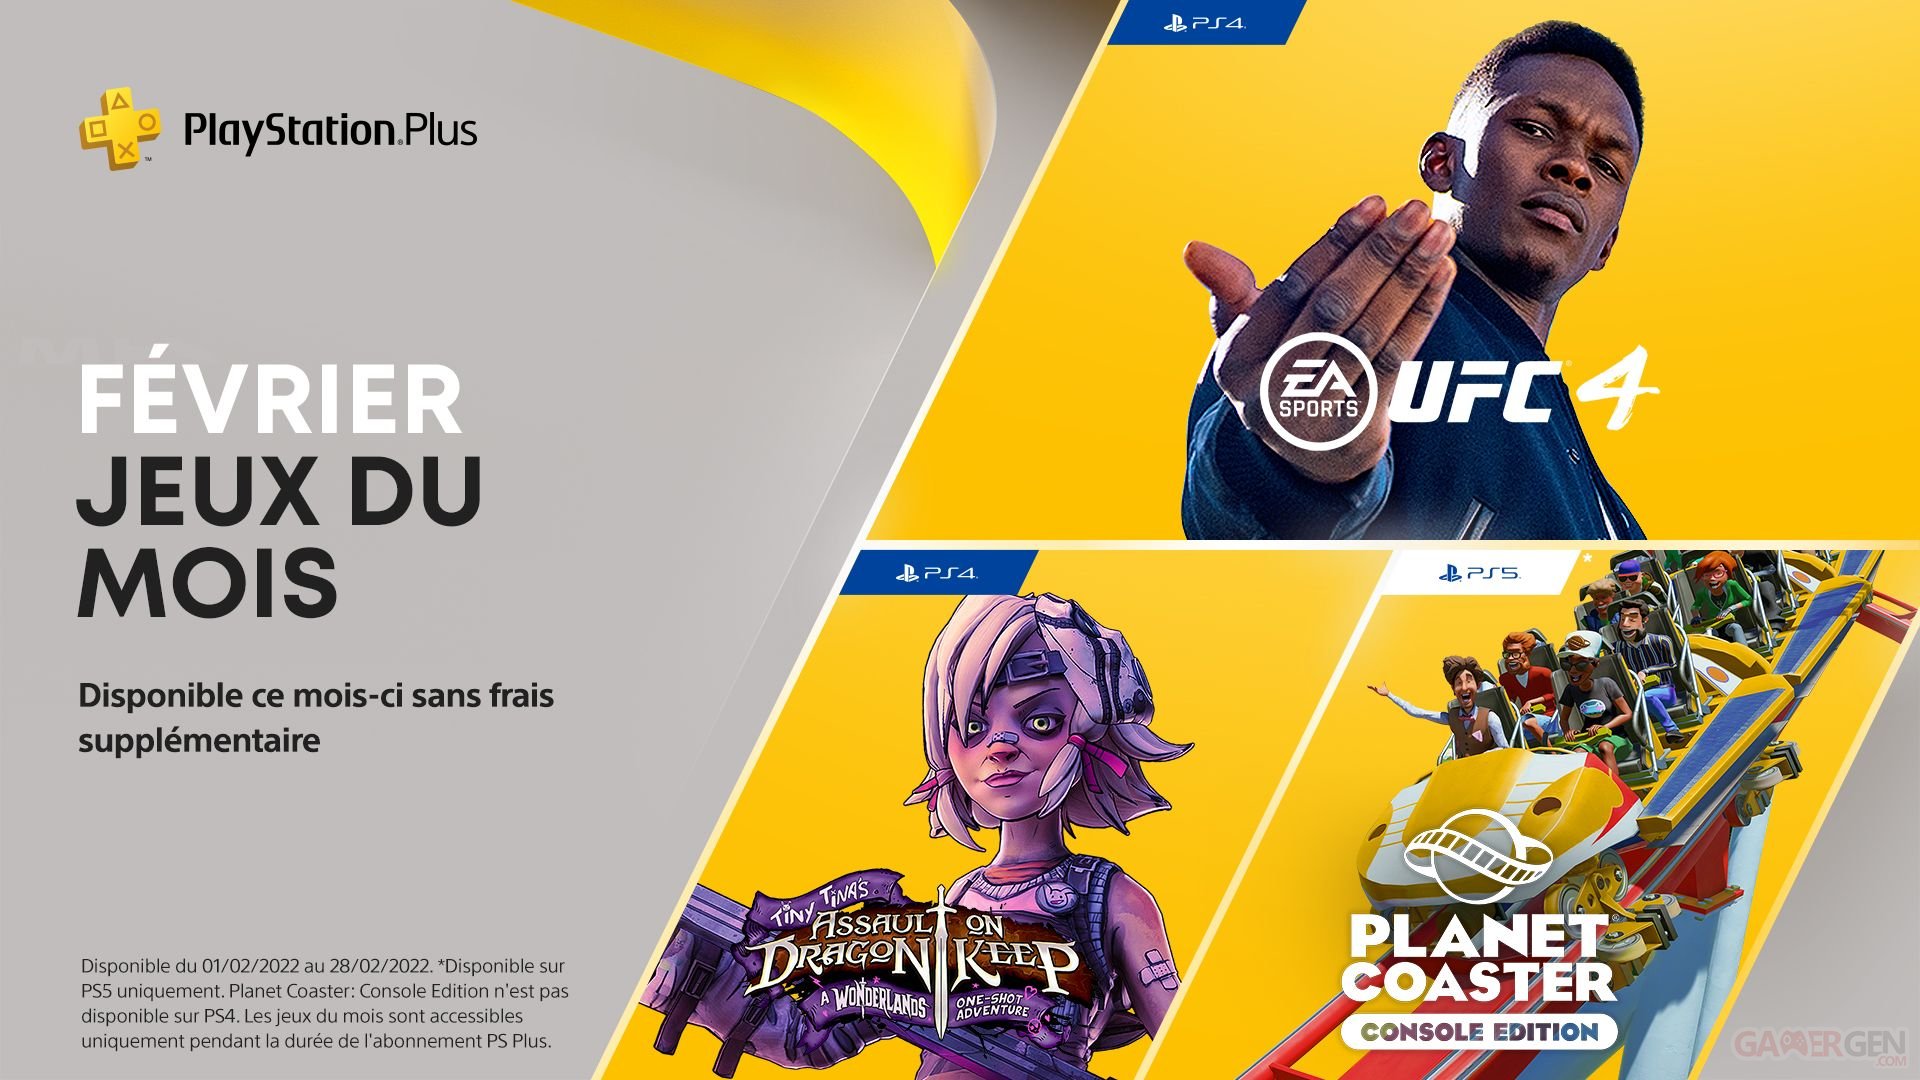 PlayStation®Plus
™
FÉVRIER
JEUX DU
MOIS
Disponible ce mois-ci sans frais
supplémentaire
Disponible du 01/02/2022 au 28/02/2022. *Disponible sur
PS5 uniquement. Planet Coaster: Console Edition n'est pas
disponible sur PS4. Les jeux du mois sont accessibles
uniquement pendant la durée de l'abonnement PS Plus.
PS4
EA
SPORTS™
UFC® 4
PS4
TINY TINA'S
ASSAULT ON
DRAGON KEEP
A WONDERLANDS
ONE-SHOT
ADVENTURE
PS5
*
PLANET®
COASTER
CONSOLE EDITION
GAMERGEN
.COM